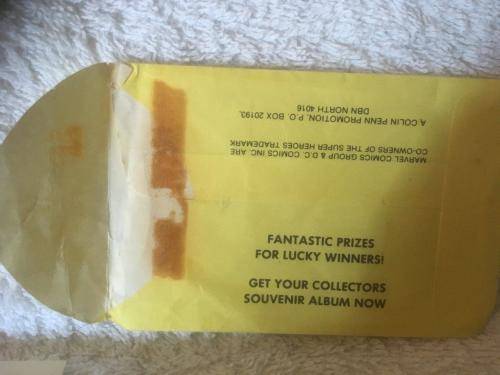 FANTASTIC PRIZES
FOR LUCKY WINNERS!
GET YOUR COLLECTORS
SOUVENIR ALBUM NOW
MARVEL COMICS GROUP & D.C. COMICS INC. ARE
CO-OWNERS OF THE SUPER HEROES TRADEMARK
A COLIN PENN PROMOTION, P.O. BOX 20193,
DBN NORTH 4016